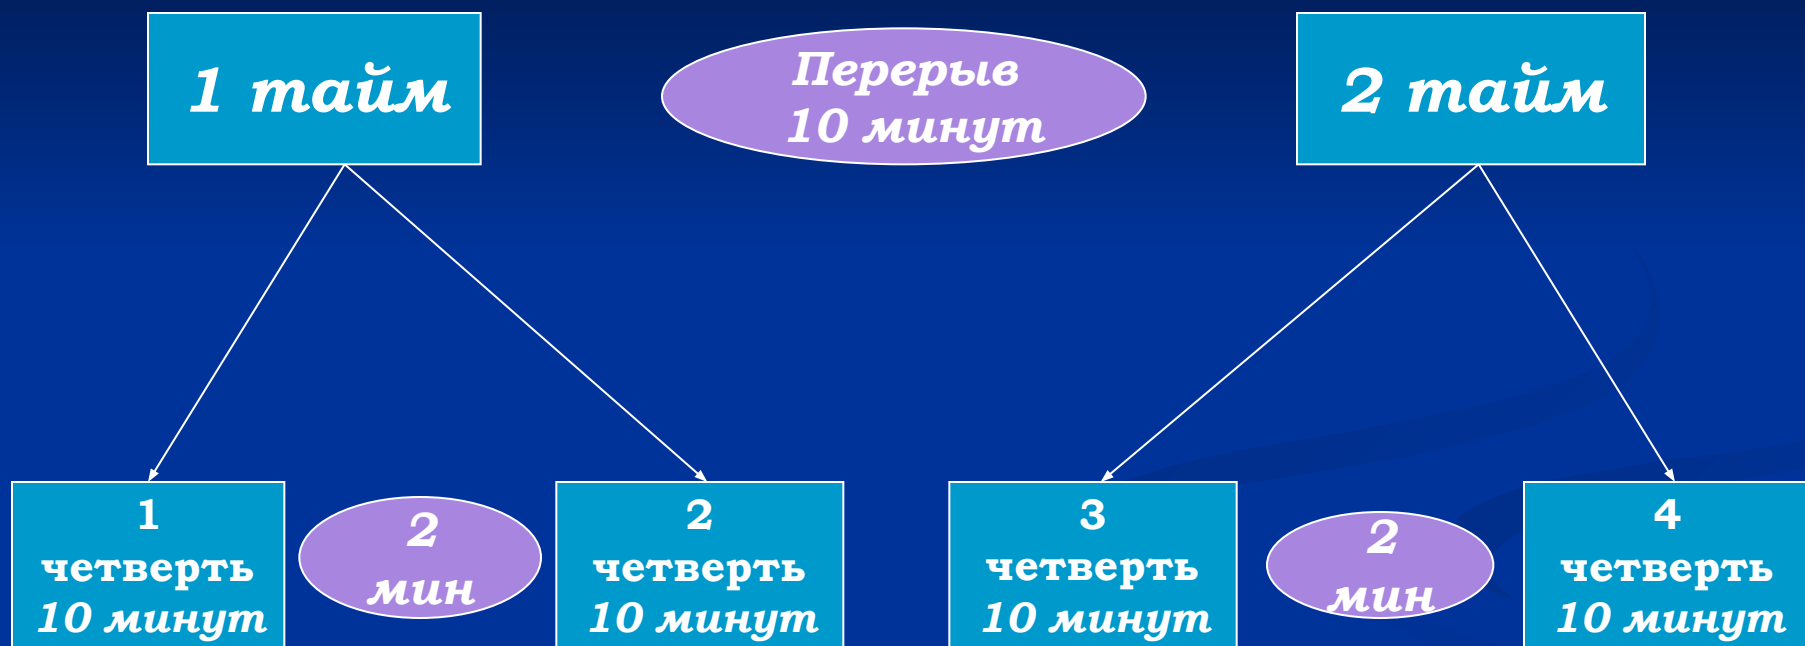 1 тайм
Перерыв
10 минут
2 тайм
1
четверть
10 минут
2
мин
2
четверть
10 минут
3
четверть
10 минут
2
мин
4
четверть
10 минут